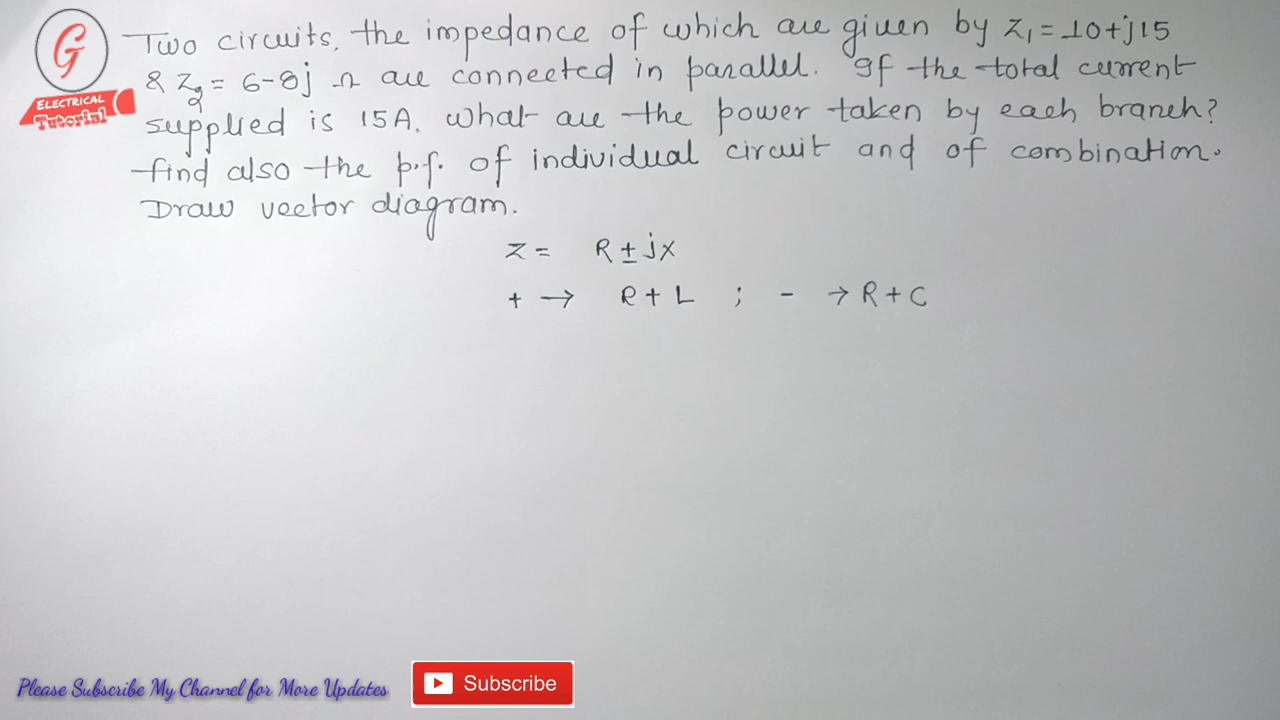 G
ELECTRICAL
Tutorial
Two circuits, the impedance of which are given by Z₁ = 10+j15
& Z₂ = 6-8j Ω are connected in parallel. If the total current
supplied is 15A. What are the power taken by each branch?
find also the p.f. of individual circuit and of combination.
Draw vector diagram.
Z = R ± jX
+ → R + L ; - → R + C
Please Subscribe My Channel for More Updates
Subscribe